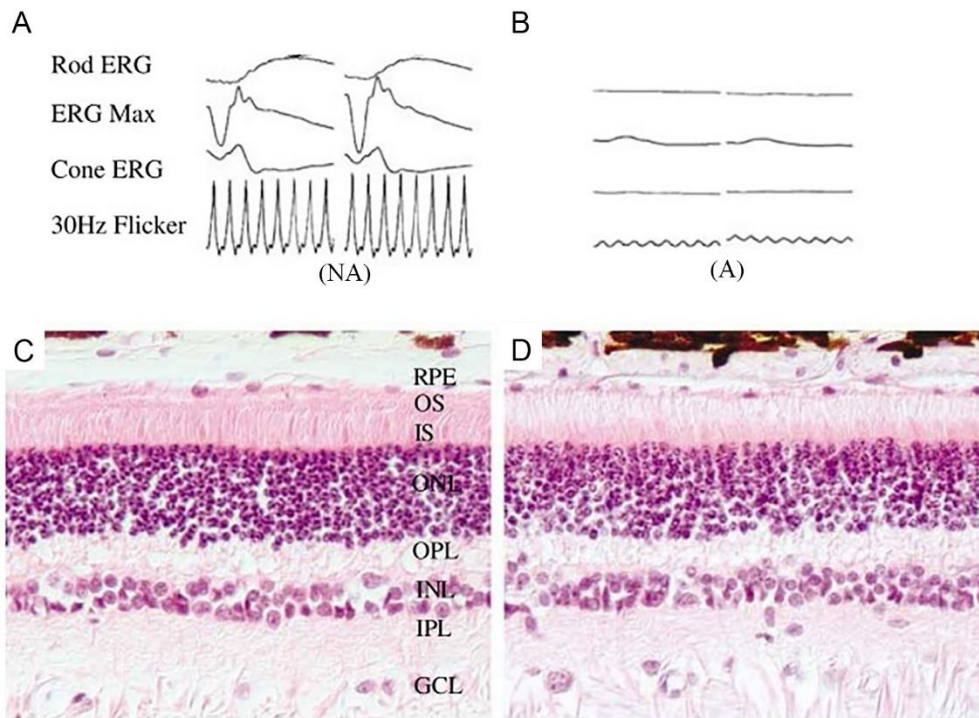 A
Rod ERG
ERG Max
Cone ERG
30Hz Flicker
(NA)
B
(A)
C
RPE
OS
IS
ONL
OPL
INL
IPL
GCL
D